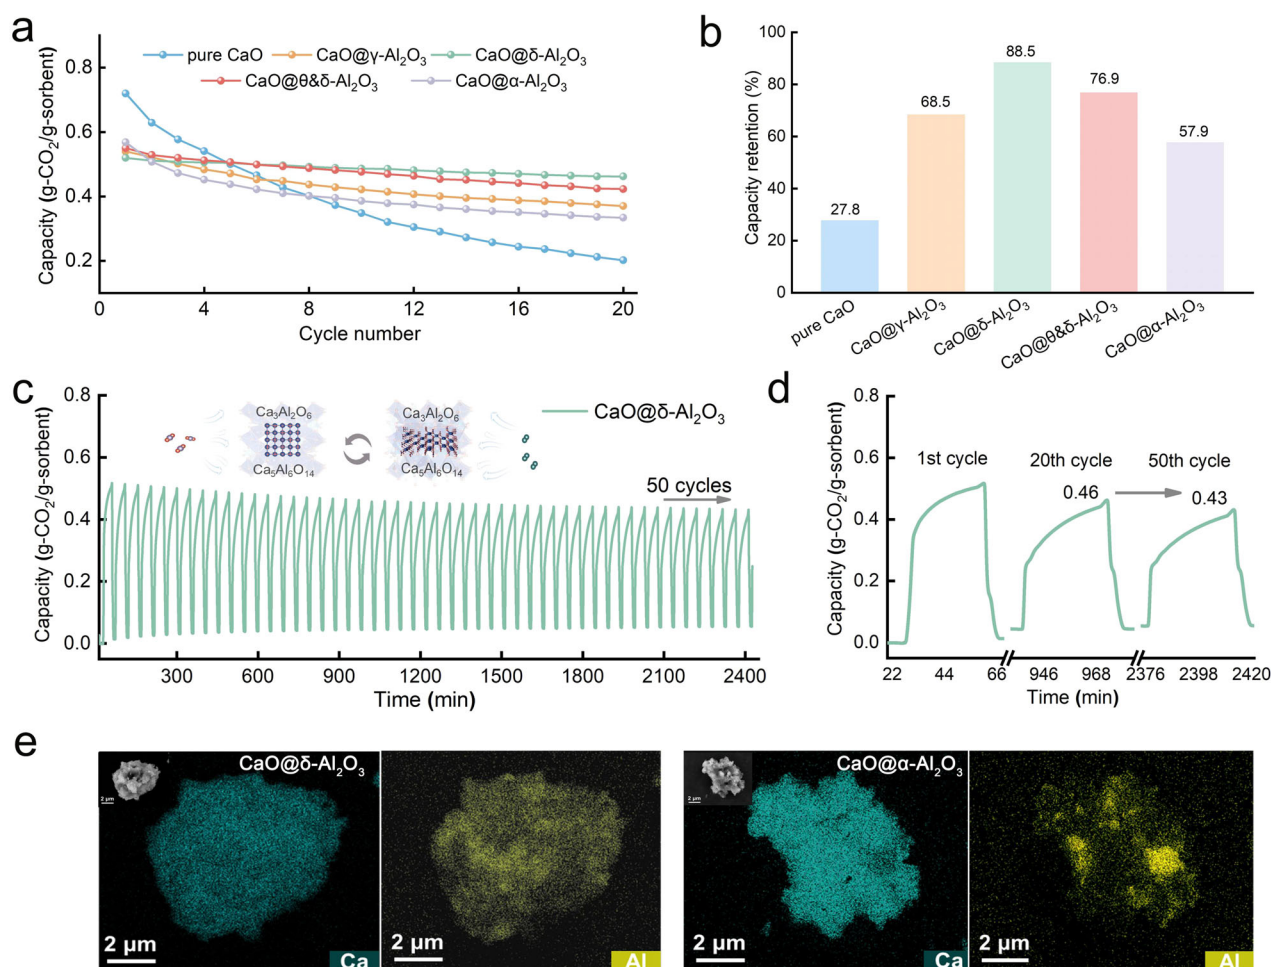 a
pure CaO
CaO@γ-Al₂O₃
CaO@δ-Al₂O₃
CaO@θ&δ-Al₂O₃
CaO@α-Al₂O₃
Capacity (g-CO₂/g-sorbent)
0.8
0.6
0.4
0.2
0 4 8 12 16 20
Cycle number
b
Capacity retention (%)
100
80
60
40
20
0
27.8
68.5
88.5
76.9
57.9
pure CaO
CaO@γ-Al₂O₃
CaO@δ-Al₂O₃
CaO@θ&δ-Al₂O₃
CaO@α-Al₂O₃
c
Capacity (g-CO₂/g-sorbent)
0.8
0.6
0.4
0.2
0.0
Ca₃Al₂O₆
Ca₅Al₆O₁₄
Ca₃Al₂O₆
Ca₅Al₆O₁₄
CaO@δ-Al₂O₃
50 cycles
300 600 900 1200 1500 1800 2100 2400
Time (min)
d
Capacity (g-CO₂/g-sorbent)
0.8
0.6
0.4
0.2
0.0
1st cycle
20th cycle
50th cycle
0.46
0.43
22 44 66 946 968 2376 2398 2420
Time (min)
e
2 μm
CaO@δ-Al₂O₃
2 μm
Ca
2 μm
Al
2 μm
CaO@α-Al₂O₃
2 μm
Ca
2 μm
Al